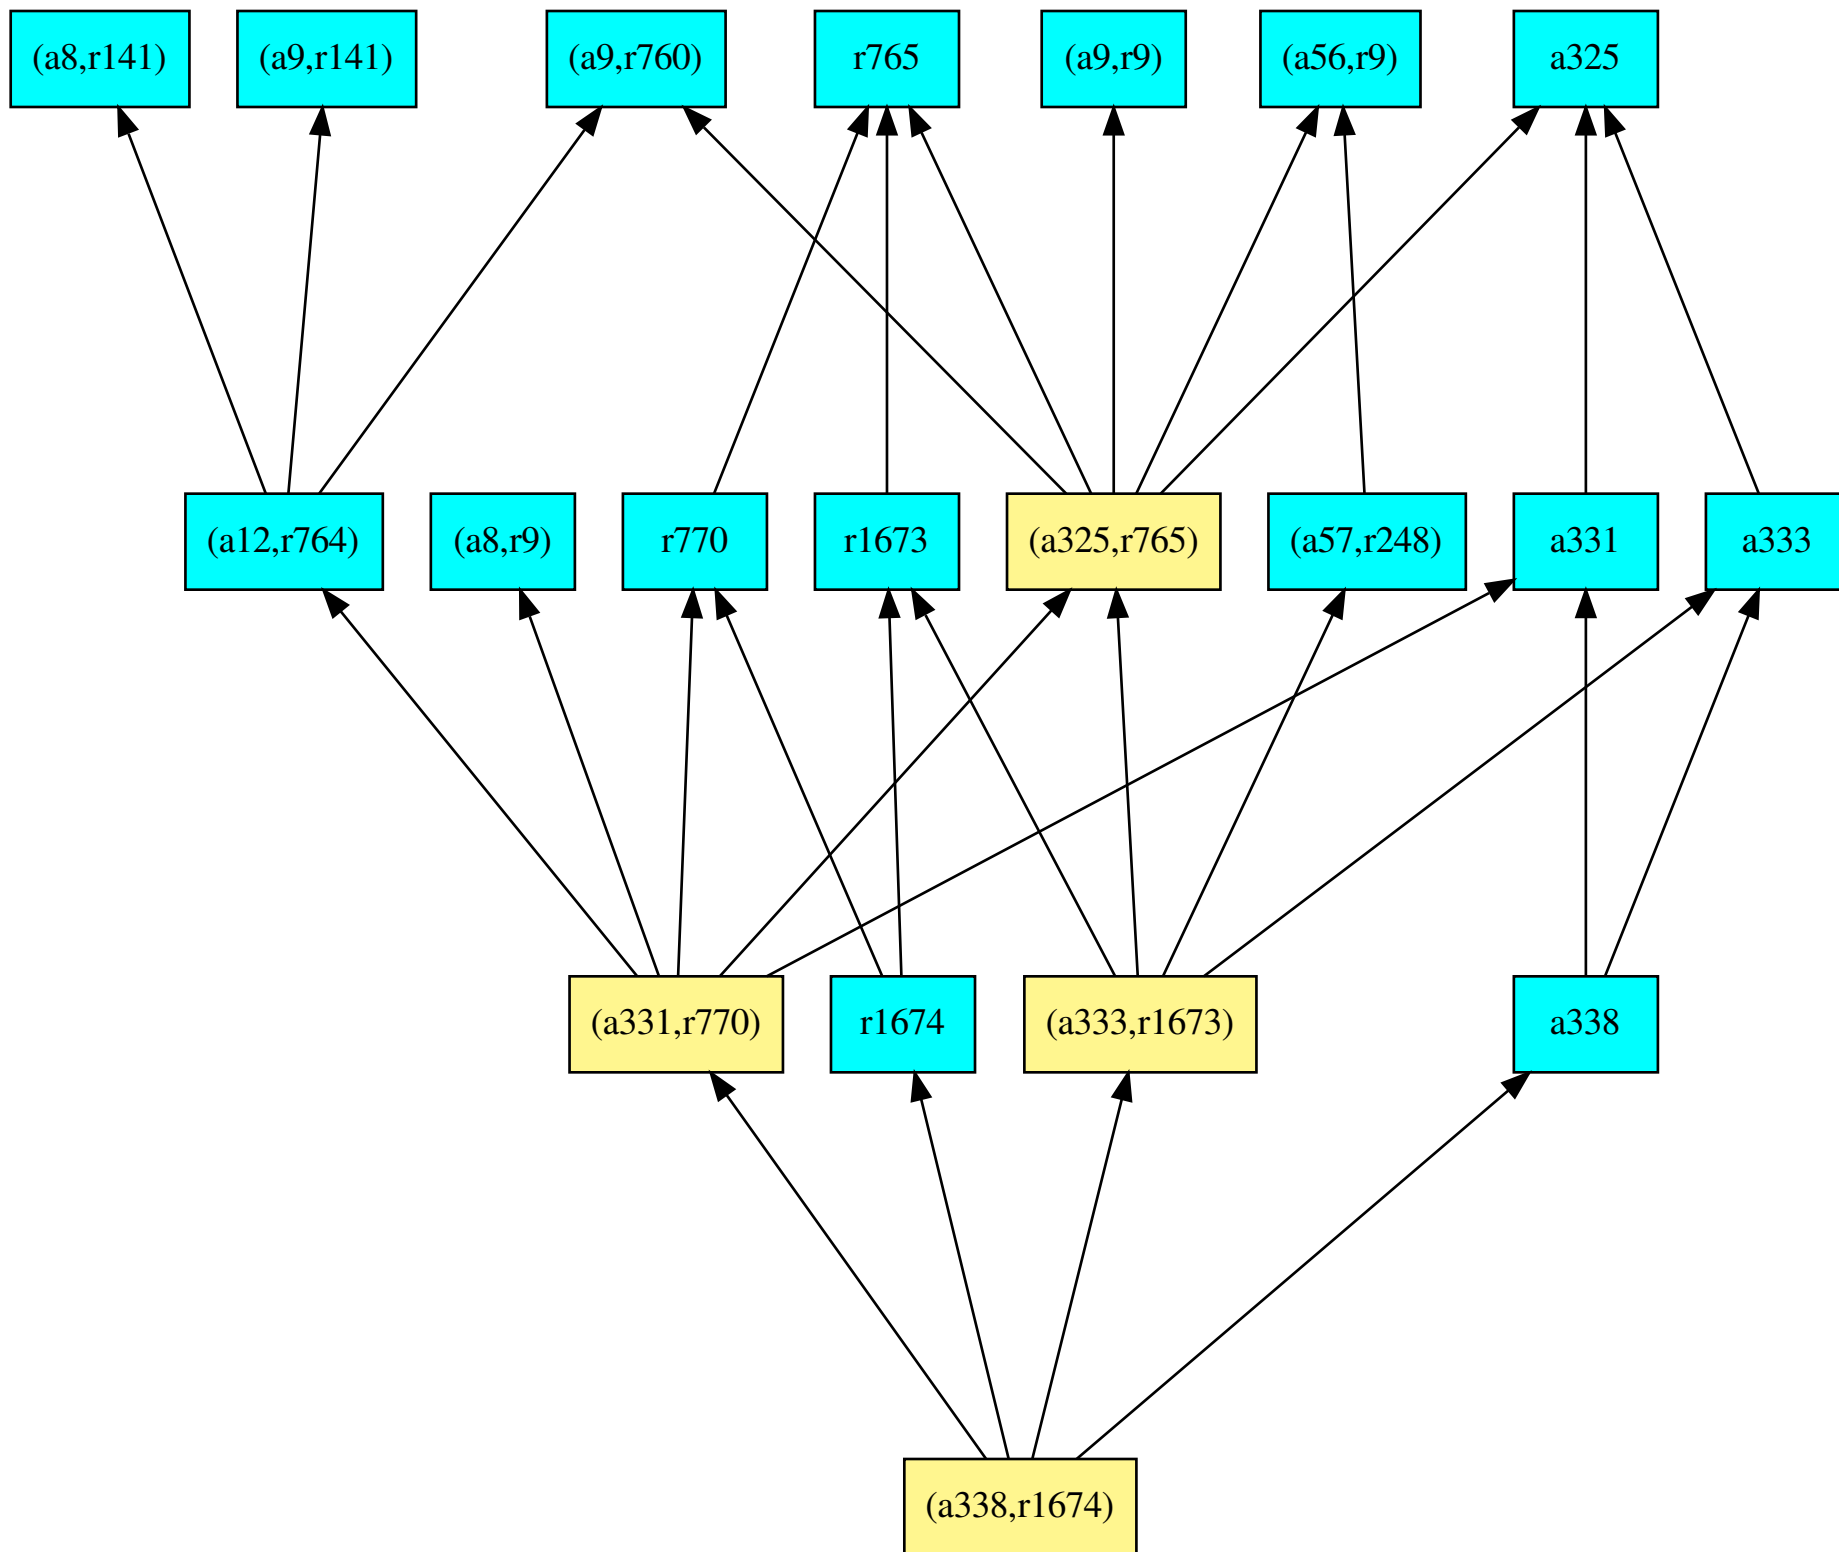 (a8,r141)
(a9,r141)
(a9,r760)
r765
(a9,r9)
(a56,r9)
a325
(a12,r764)
(a8,r9)
r770
r1673
(a325,r765)
(a57,r248)
a331
a333
(a331,r770)
r1674
(a333,r1673)
a338
(a338,r1674)